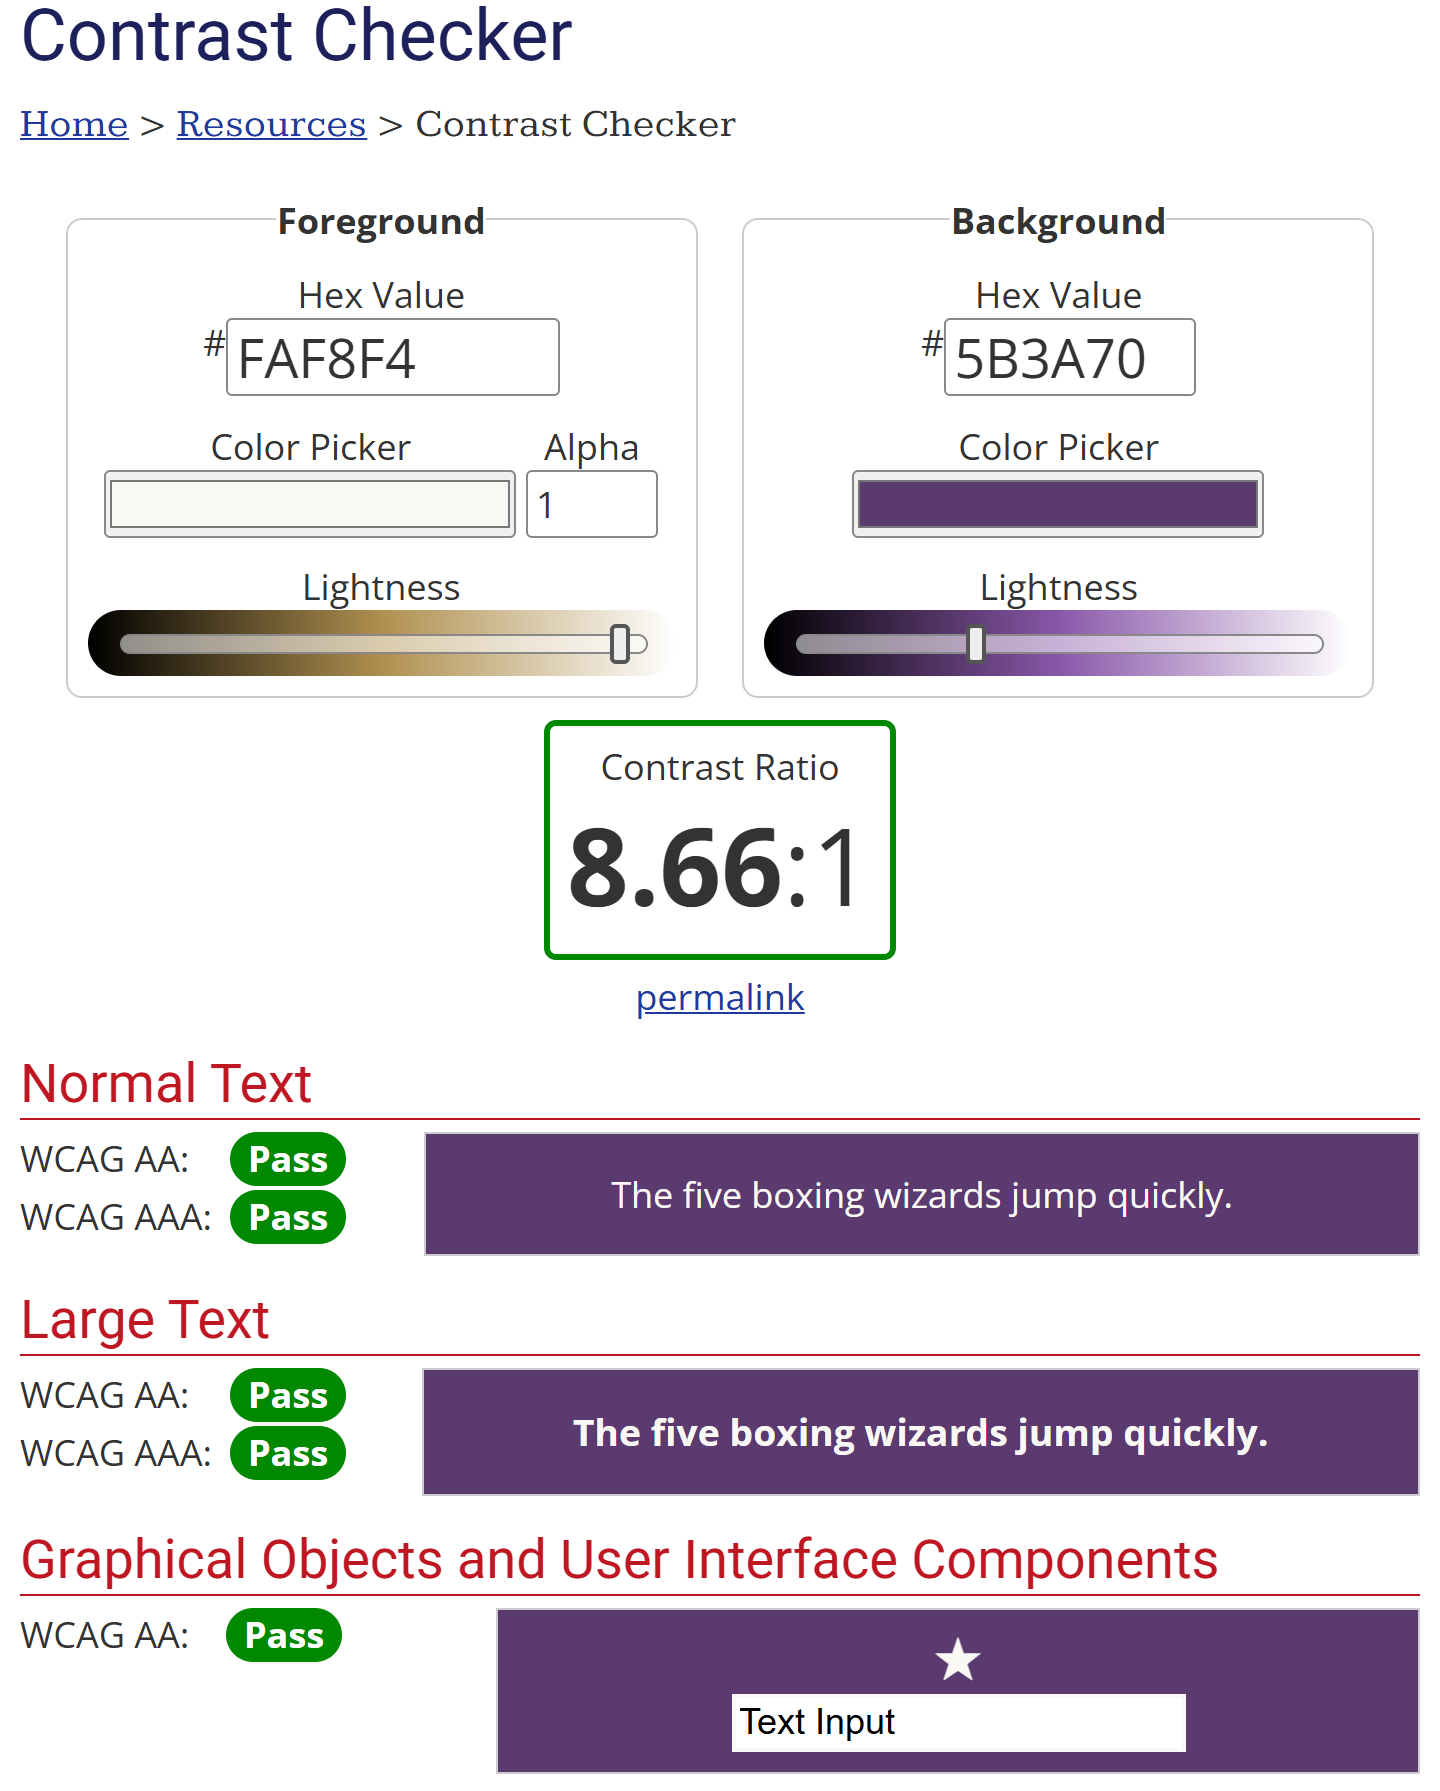 Contrast Checker
Home > Resources > Contrast Checker
Foreground
Hex Value
# FAF8F4
Color Picker Alpha
1
Lightness
Background
Hex Value
# 5B3A70
Color Picker
Lightness
Contrast Ratio
8.66:1
permalink
Normal Text
WCAG AA: Pass
WCAG AAA: Pass
The five boxing wizards jump quickly.
Large Text
WCAG AA: Pass
WCAG AAA: Pass
The five boxing wizards jump quickly.
Graphical Objects and User Interface Components
WCAG AA: Pass
Text Input